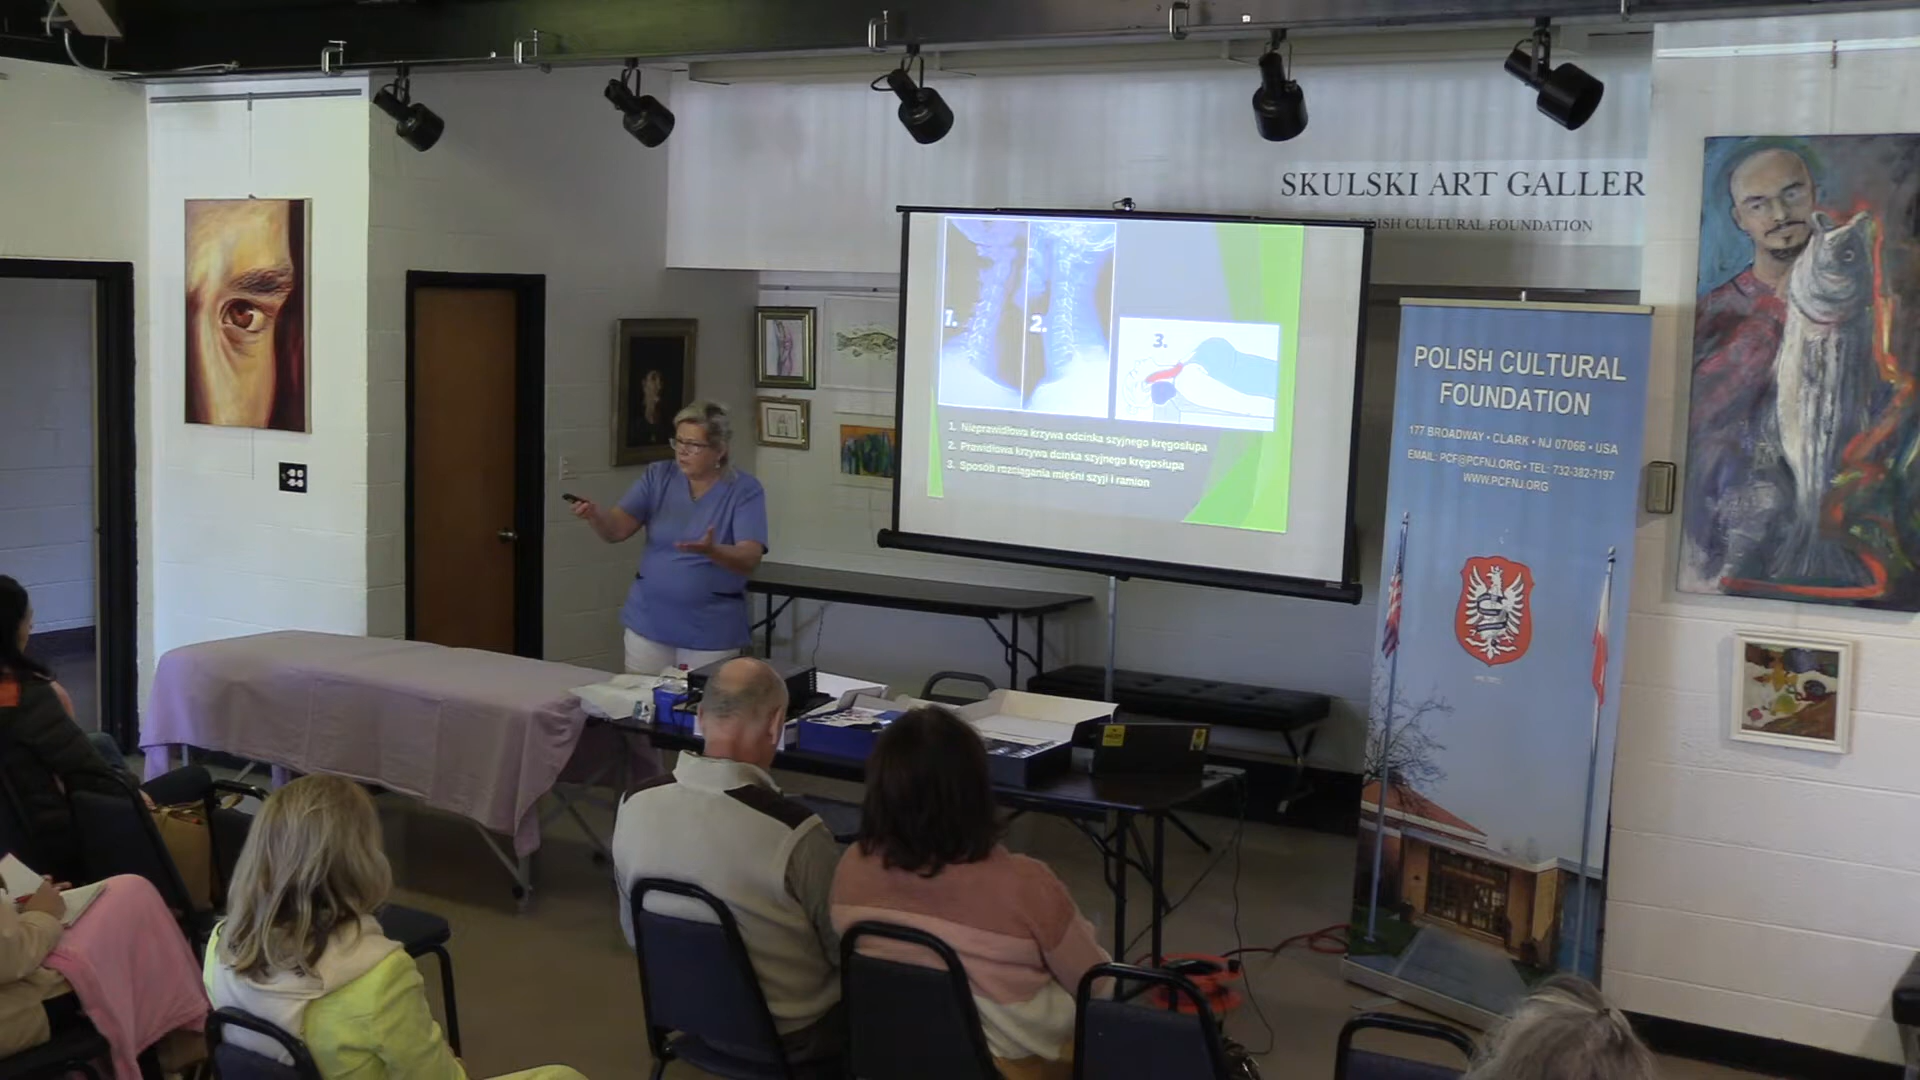 SKULSKI ART GALLER
ISH CULTURAL FOUNDATION
1.
2.
3.
1. Nieprawidłowa krzywa odcinka szyjnego kręgosłupa
2. Prawidłowa krzywa dcinka szyjnego kręgosłupa
3. Sposób rozciągania mięśni szyji i ramion
POLISH CULTURAL
FOUNDATION
177 BROADWAY • CLARK • NJ 07066 • USA
EMAIL: PCF@PCFNJ.ORG • TEL: 732-382-7197
WWW.PCFNJ.ORG